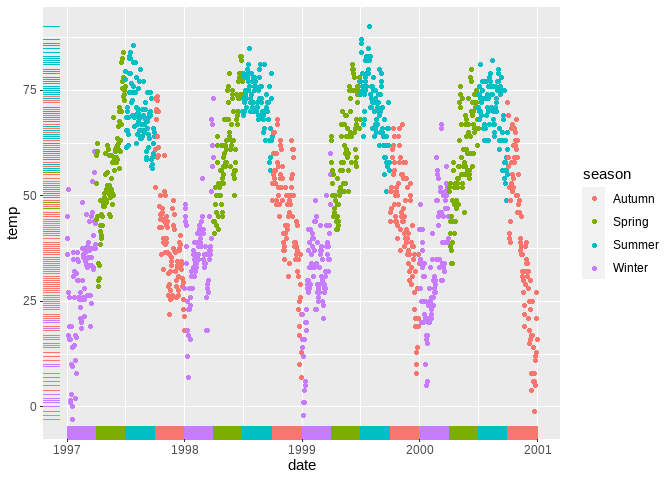 temp
75
50
25
0
1997
1998
1999
2000
2001
date
season
Autumn
Spring
Summer
Winter